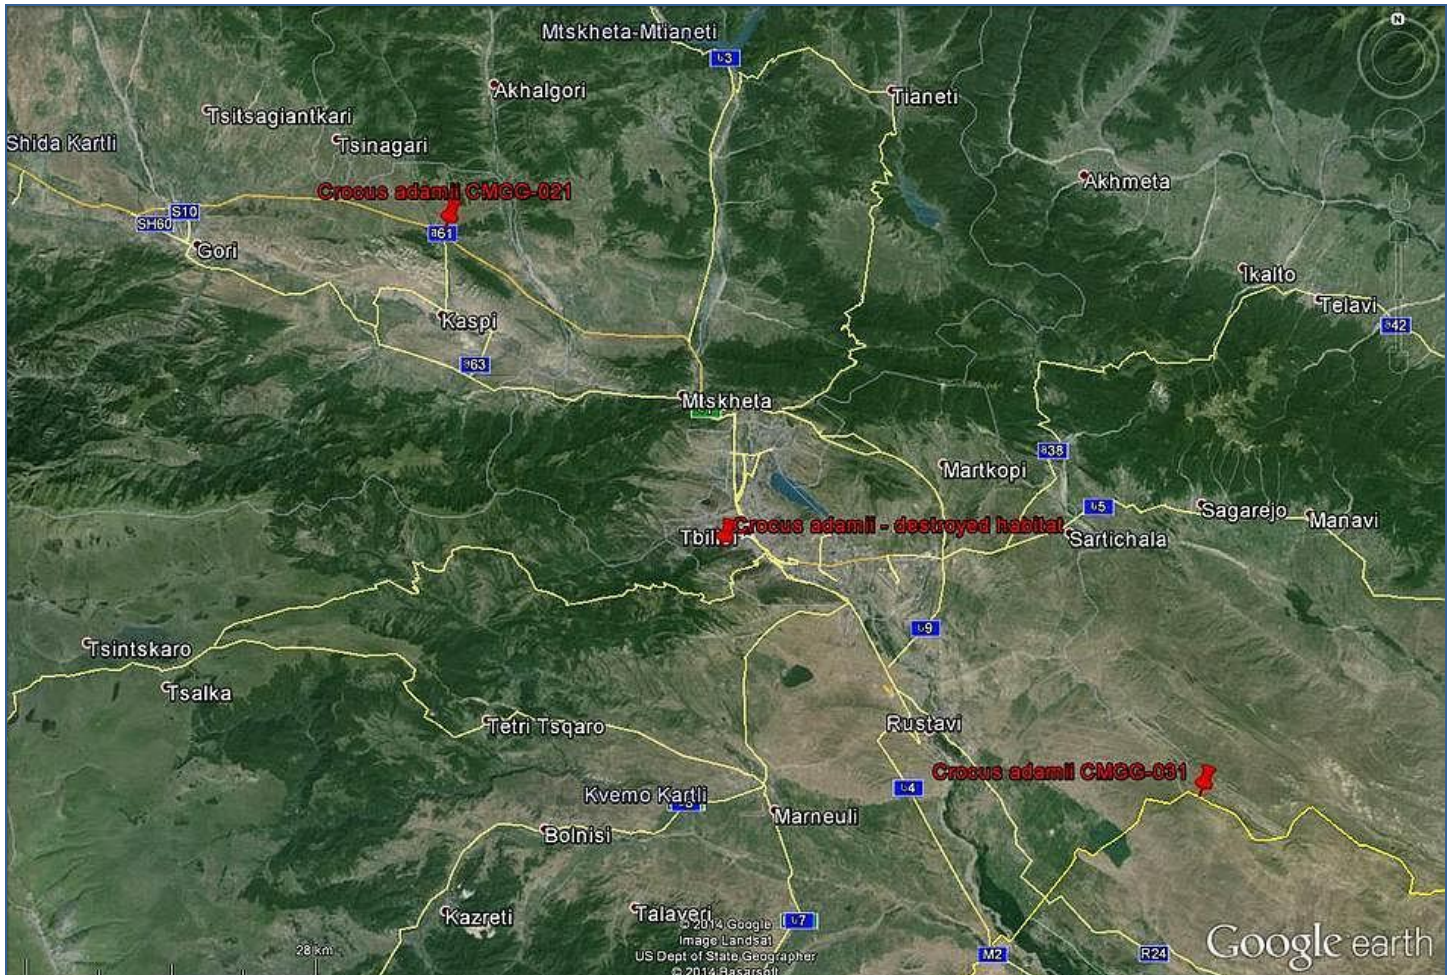 Mtskheta-Mtianeti
Akhalgori
Tianeti
Tsitsagiantkari
Shida Kartli
Tsinagari
Akhmeta
Crocus adamii CMGG-021
S10
SH60
Gori
Ikalto
Telavi
Kaspi
Mtskheta
Martkopi
Sagarejo
Manavi
Crocus adamii - destroyed habitat
Sartichala
Tsintskaro
Tsalka
Tetri Tsqaro
Rustavi
Crocus adamii CMGG-031
Kvemo Kartli
Marneuli
Bolnisi
Kazreti
Talaveri
© 2014 Google
Image Landsat
US Dept of State Geographer
© 2014 Basarsoft
28 km
M2
R24
Google earth
N